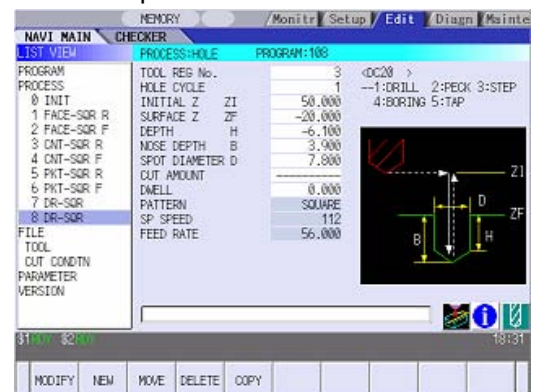 MEMORY Monitr Setup Edit Diagn Mainte
NAVI MAIN CHECKER
LIST VIEW PROCESS:HOLE PROGRAM:108
PROGRAM
PROCESS
0 INIT
1 FACE-SQR R
2 FACE-SQR F
3 CNT-SQR R
4 CNT-SQR F
5 PKT-SQR R
6 PKT-SQR F
7 DR-SQR
8 DR-SQR
FILE
TOOL
CUT CONDTN
PARAMETER
VERSION
TOOL REG No. 3 <DC20 >
HOLE CYCLE 1 --1:DRILL 2:PECK 3:STEP
INITIAL Z ZI 50.000 4:BORING 5:TAP
SURFACE Z ZF -20.000
DEPTH H -6.100
NOSE DEPTH B 3.900
SPOT DIAMETER D 7.800
CUT AMOUNT --------
DWELL 0.000
PATTERN SQUARE
SP SPEED 112
FEED RATE 56.000
ZI
D
ZF
B
H
$1 RDY $2 RDY 18:31
MODIFY NEW MOVE DELETE COPY